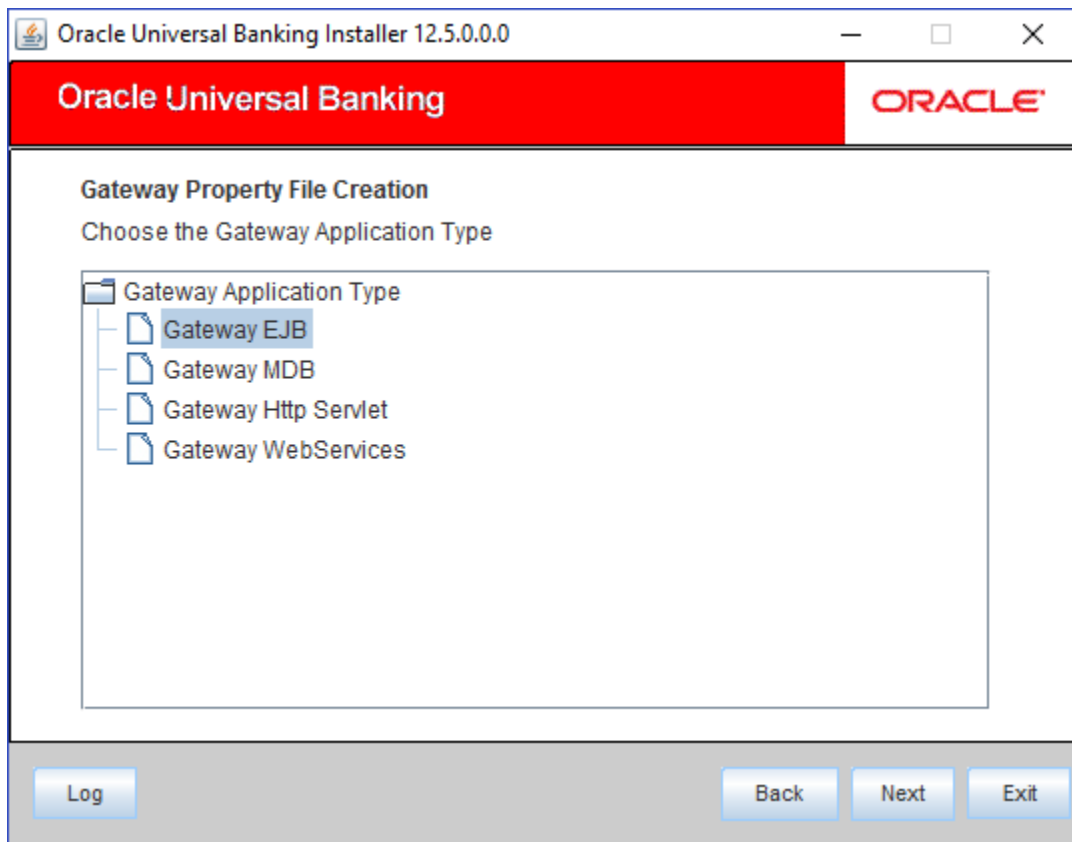 Oracle Universal Banking Installer 12.5.0.0.0
Oracle Universal Banking
ORACLE
Gateway Property File Creation
Choose the Gateway Application Type
Gateway Application Type
Gateway EJB
Gateway MDB
Gateway Http Servlet
Gateway WebServices
Log
Back
Next
Exit